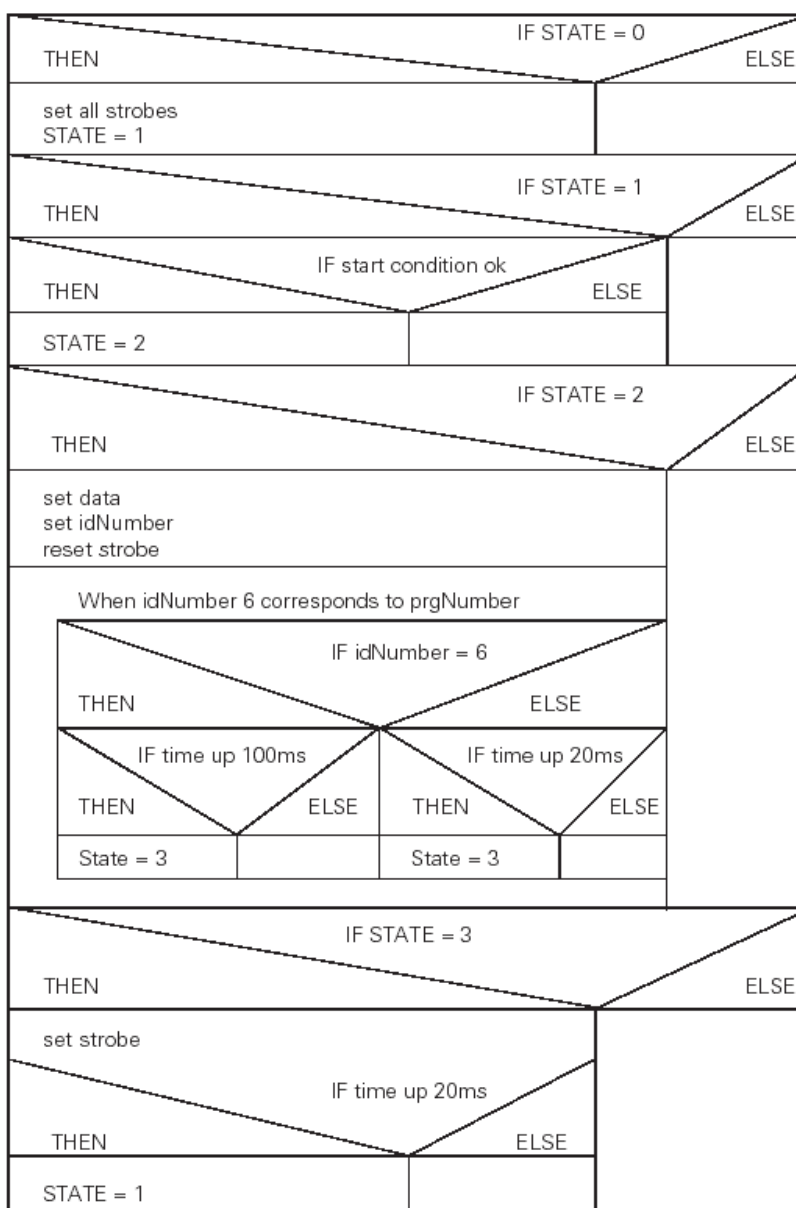 IF STATE = 0
THEN
ELSE
set all strobes
STATE = 1
IF STATE = 1
THEN
ELSE
IF start condition ok
THEN
ELSE
STATE = 2
IF STATE = 2
THEN
ELSE
set data
set idNumber
reset strobe
When idNumber 6 corresponds to prgNumber
IF idNumber = 6
THEN
ELSE
IF time up 100ms
IF time up 20ms
THEN
ELSE
THEN
ELSE
State = 3
State = 3
IF STATE = 3
THEN
ELSE
set strobe
IF time up 20ms
THEN
ELSE
STATE = 1